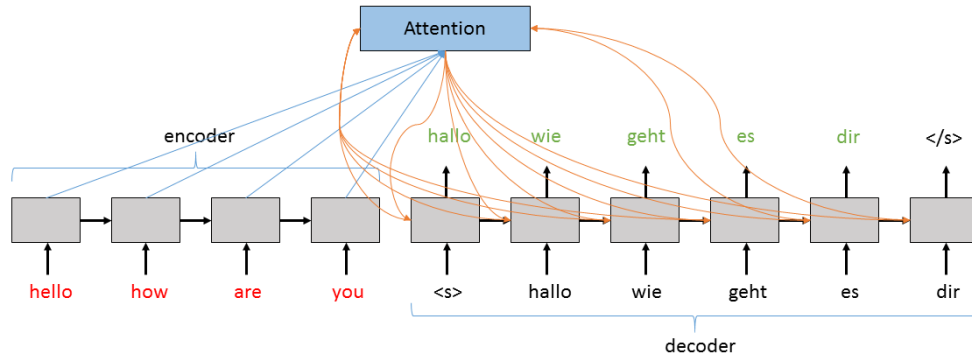 Attention
encoder
hallo wie geht es dir </s>
hello how are you <s> hallo wie geht es dir
decoder